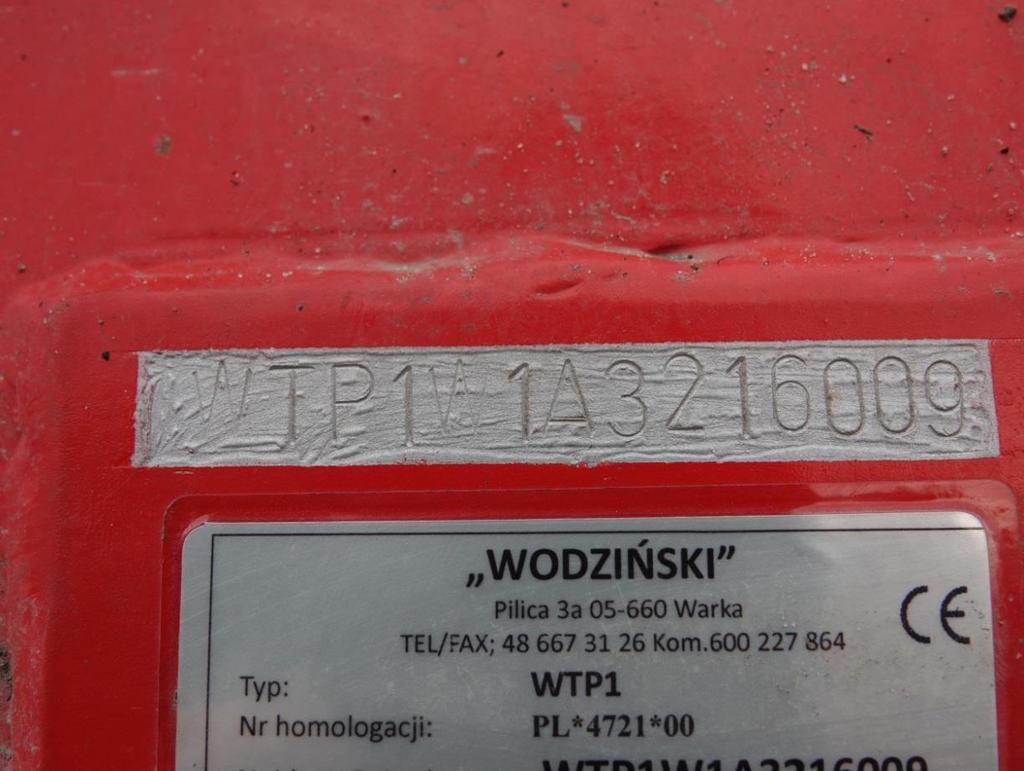 WTP1W1A3216009
„WODZIŃSKI”
Pilica 3a 05-660 Warka
CE
TEL/FAX; 48 667 31 26 Kom.600 227 864
Typ: WTP1
Nr homologacji: PL*4721*00
WTP1W1A3216009